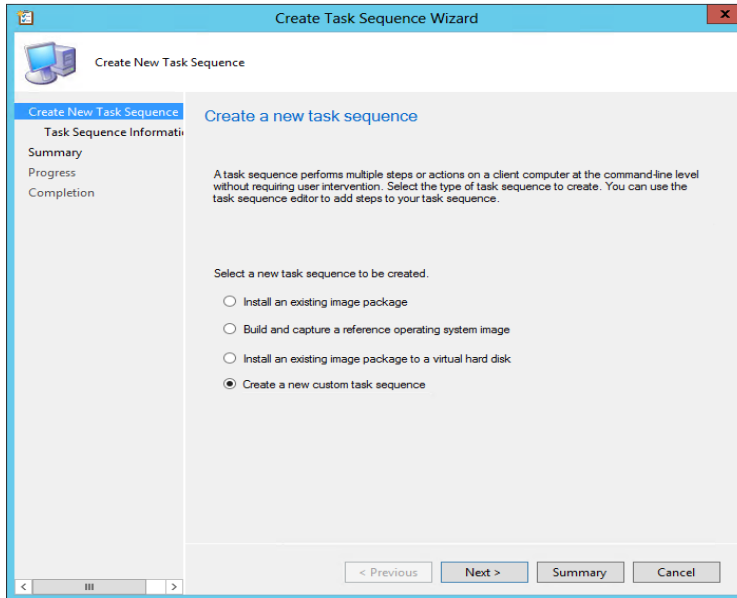 Create Task Sequence Wizard
x
Create New Task Sequence
Create New Task Sequence
Task Sequence Informati
Summary
Progress
Completion
Create a new task sequence
A task sequence performs multiple steps or actions on a client computer at the command-line level
without requiring user intervention. Select the type of task sequence to create. You can use the
task sequence editor to add steps to your task sequence.
Select a new task sequence to be created.
Install an existing image package
Build and capture a reference operating system image
Install an existing image package to a virtual hard disk
Create a new custom task sequence
< Previous
Next >
Summary
Cancel